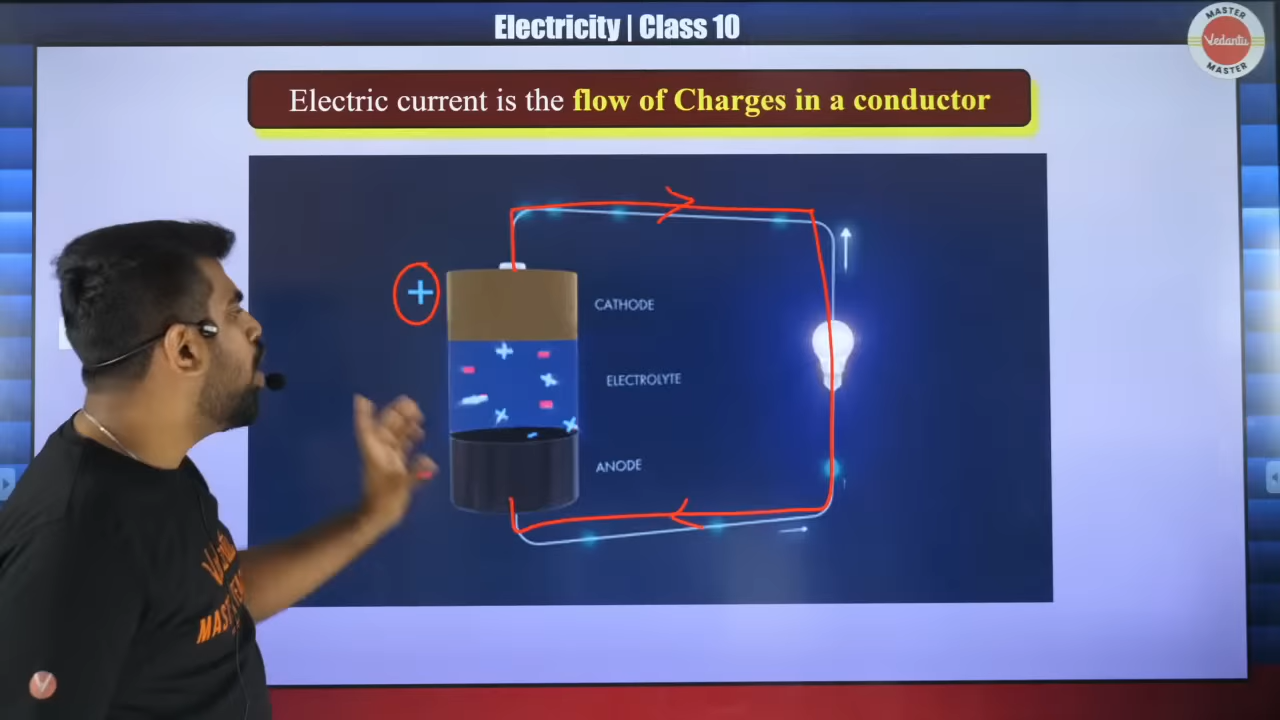 Electricity | Class 10
MASTER
Vedantu
MASTER
Electric current is the flow of Charges in a conductor
+
CATHODE
ELECTROLYTE
ANODE
V